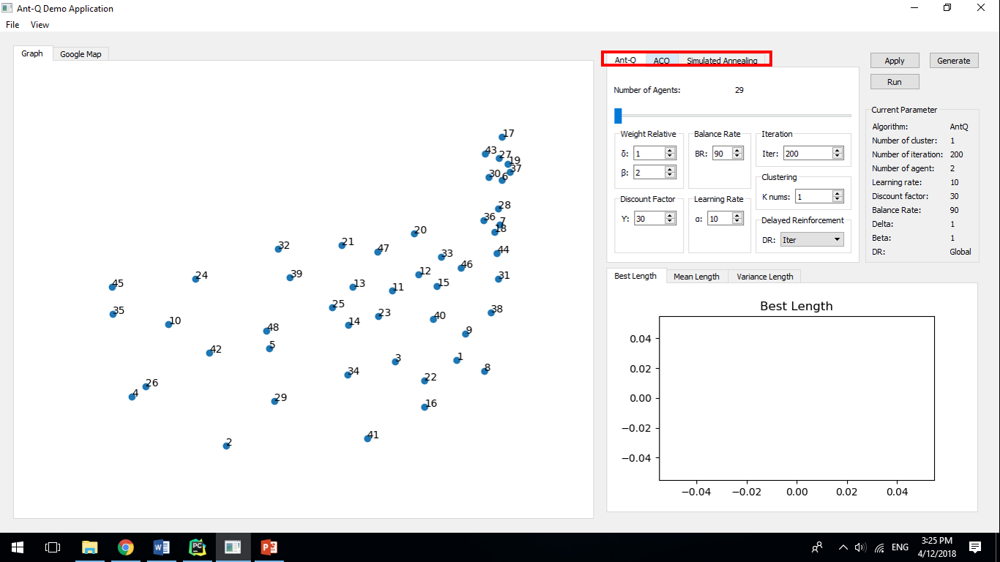 Ant-Q Demo Application
File View
Graph Google Map
Ant-Q ACO Simulated Annealing
Apply Generate
Run
Number of Agents: 29
Weight Relative
δ: 1
β: 2
Balance Rate
BR: 90
Iteration
Iter: 200
Clustering
K nums: 1
Discount Factor
Y: 30
Learning Rate
α: 10
Delayed Reinforcement
DR: Iter
Current Parameter
Algorithm: AntQ
Number of cluster: 1
Number of iteration: 200
Number of agent: 2
Learning rate: 10
Discount factor: 30
Balance Rate: 90
Delta: 1
Beta: 1
DR: Global
17
43 27
19
37
30 6
28
36 7
18
20
21
32
47
44
33
46
12
31
24
39
45
13
15
11
25
35
38
23
40
10
14
48
9
5
42
1
3
8
34
22
26
4
29
16
41
2
Best Length Mean Length Variance Length
Best Length
0.04
0.02
0.00
−0.02
−0.04
−0.04 −0.02 0.00 0.02 0.04
ENG
3:25 PM
4/12/2018